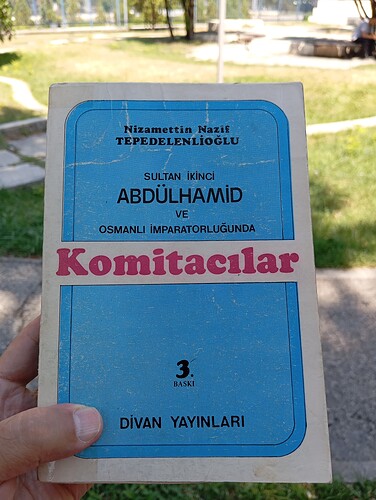 Nizamettin Nazif
TEPEDELENLİOĞLU
SULTAN İKİNCİ
ABDÜLHAMİD
VE
OSMANLI İMPARATORLUĞUNDA
Komitacılar
3.
BASKI
DİVAN YAYINLARI